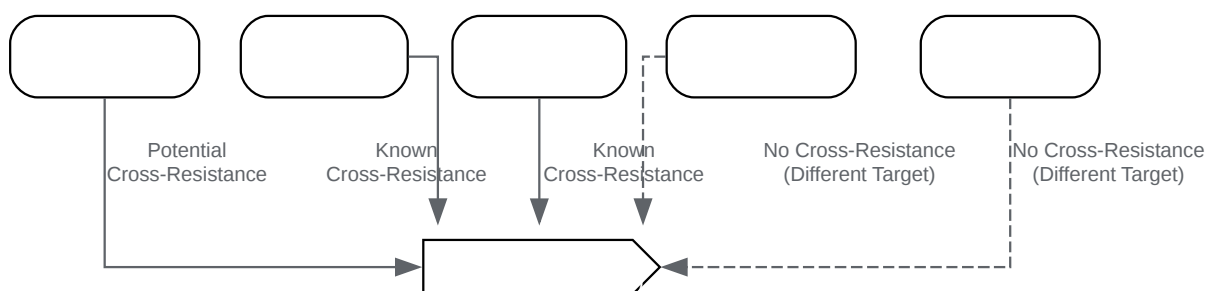 Potential
Cross-Resistance
Known
Cross-Resistance
Known
Cross-Resistance
No Cross-Resistance
(Different Target)
No Cross-Resistance
(Different Target)